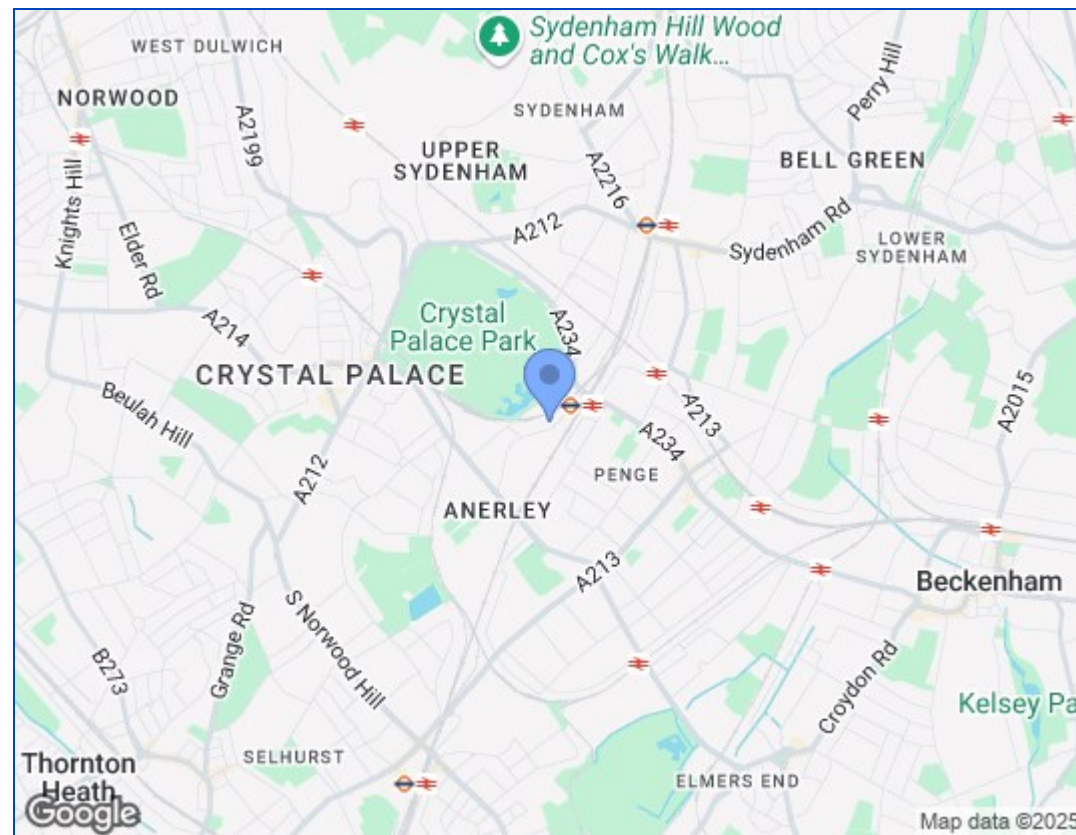 Sydenham Hill Wood
and Cox's Walk...
WEST DULWICH
NORWOOD
A2199
SYDENHAM
Perry Hill
UPPER
SYDENHAM
A2216
BELL GREEN
Knights Hill
Elder Rd
A212
Sydenham Rd
LOWER
SYDENHAM
A214
Crystal
Palace Park
A234
CRYSTAL PALACE
A2015
Beulah Hill
A213
A234
A212
PENGE
ANERLEY
A213
Beckenham
S Norwood Hill
Grange Rd
B273
Croydon Rd
Kelsey Pa
SELHURST
Thornton
Heath
ELMERS END
Google
Map data ©2025